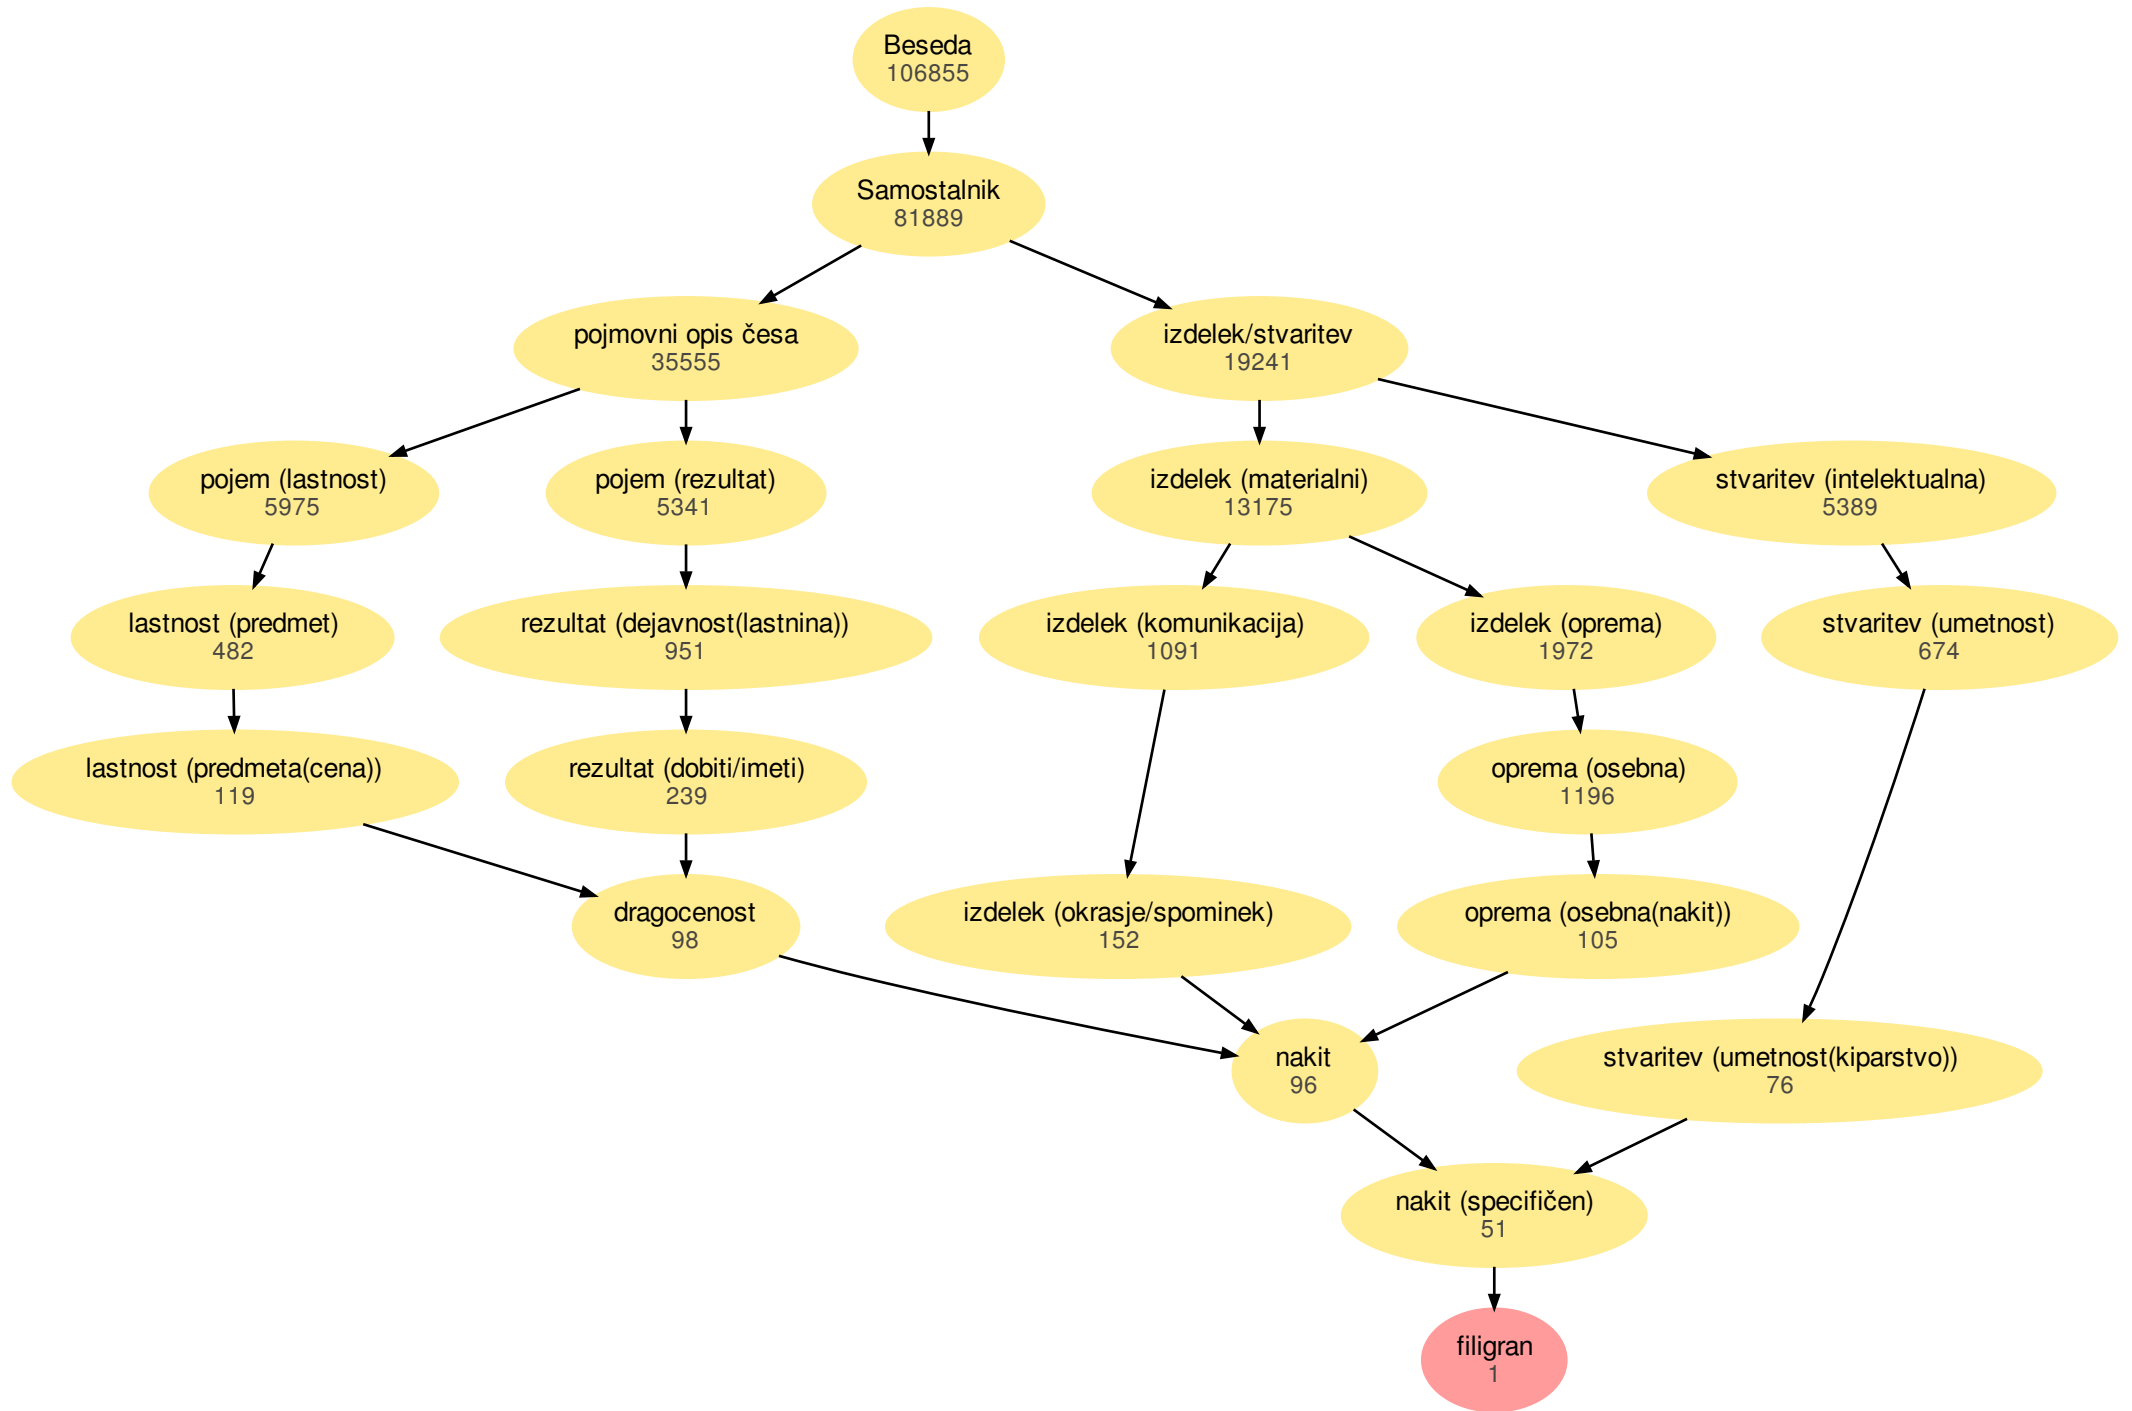 Beseda
106855
Samostalnik
81889
pojmovni opis česa
35555
izdelek/stvaritev
19241
pojem (lastnost)
5975
pojem (rezultat)
5341
izdelek (materialni)
13175
stvaritev (intelektualna)
5389
lastnost (predmet)
482
rezultat (dejavnost(lastnina))
951
izdelek (komunikacija)
1091
izdelek (oprema)
1972
stvaritev (umetnost)
674
lastnost (predmeta(cena))
119
rezultat (dobiti/imeti)
239
oprema (osebna)
1196
dragocenost
98
izdelek (okrasje/spominek)
152
oprema (osebna(nakit))
105
nakit
96
stvaritev (umetnost(kiparstvo))
76
nakit (specifičen)
51
filigran
1